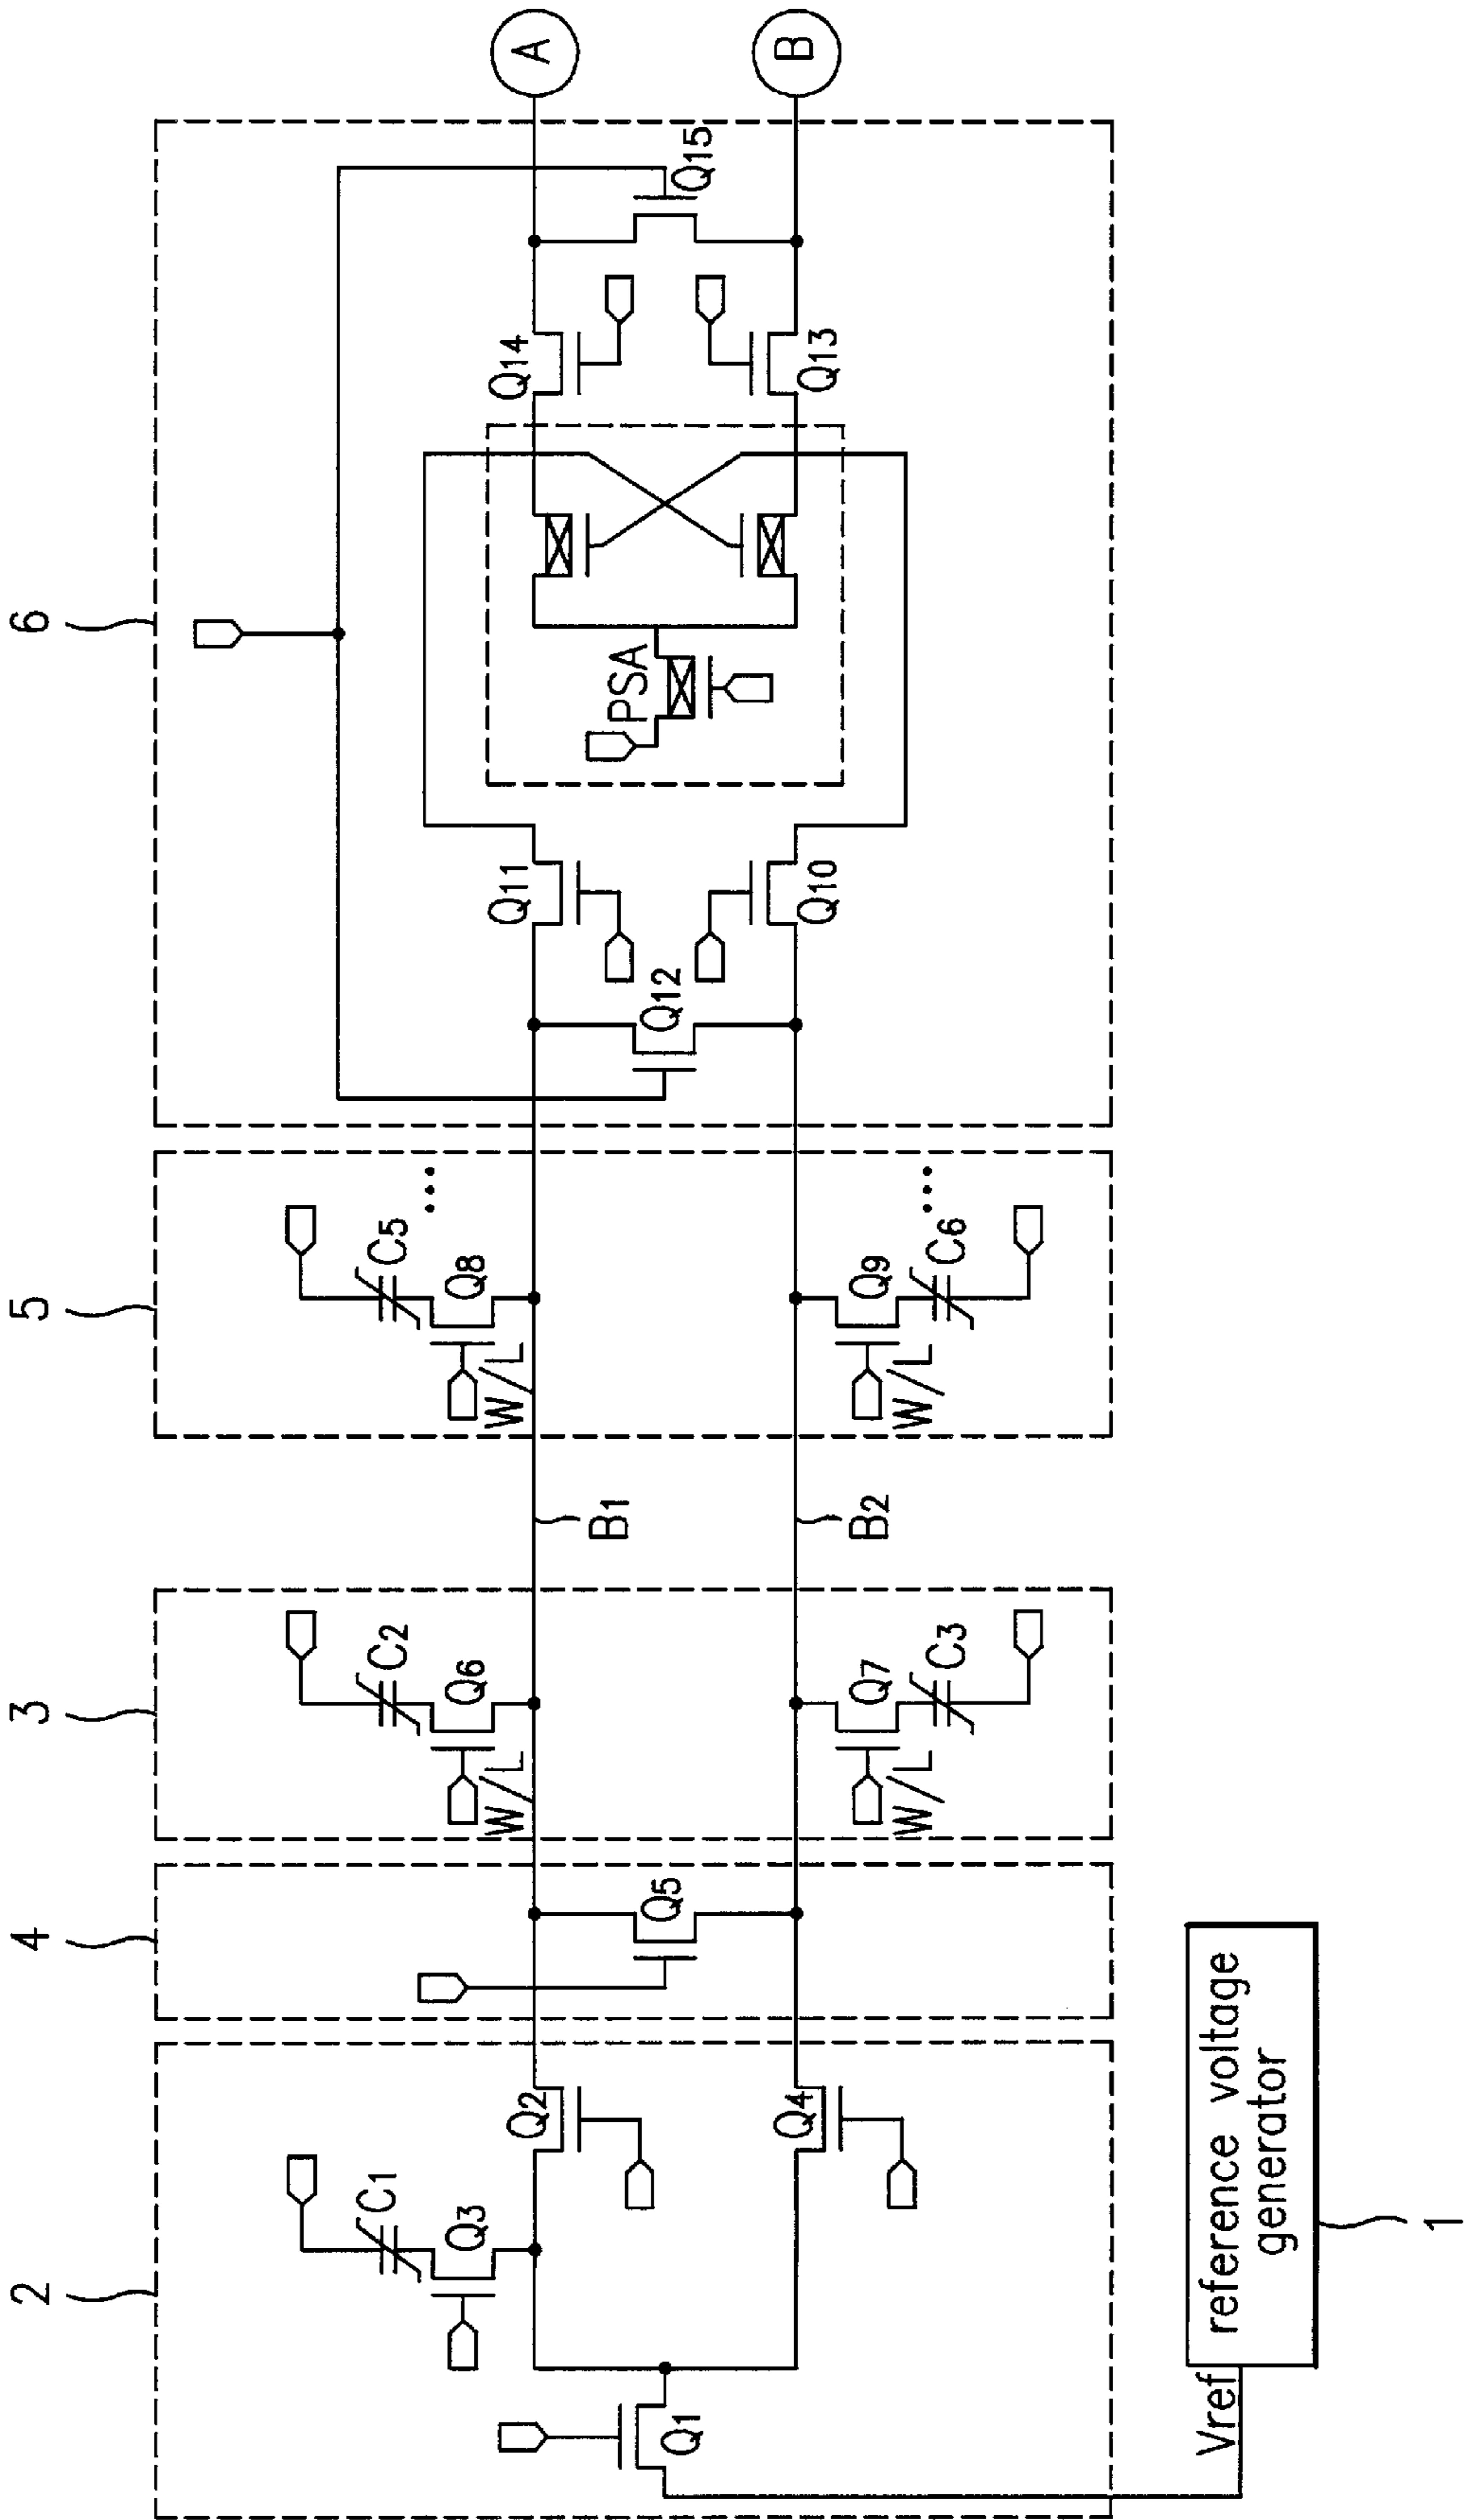 A
B
6
Q15
Q14
Q13
PSA
Q11
Q10
Q12
5
C5
Q8
W/L
Q9
C6
W/L
B1
B2
3
C2
Q6
W/L
Q7
C3
W/L
4
Q5
2
C1
Q3
Q2
Q4
Q1
reference voltage
generator
Vref
1